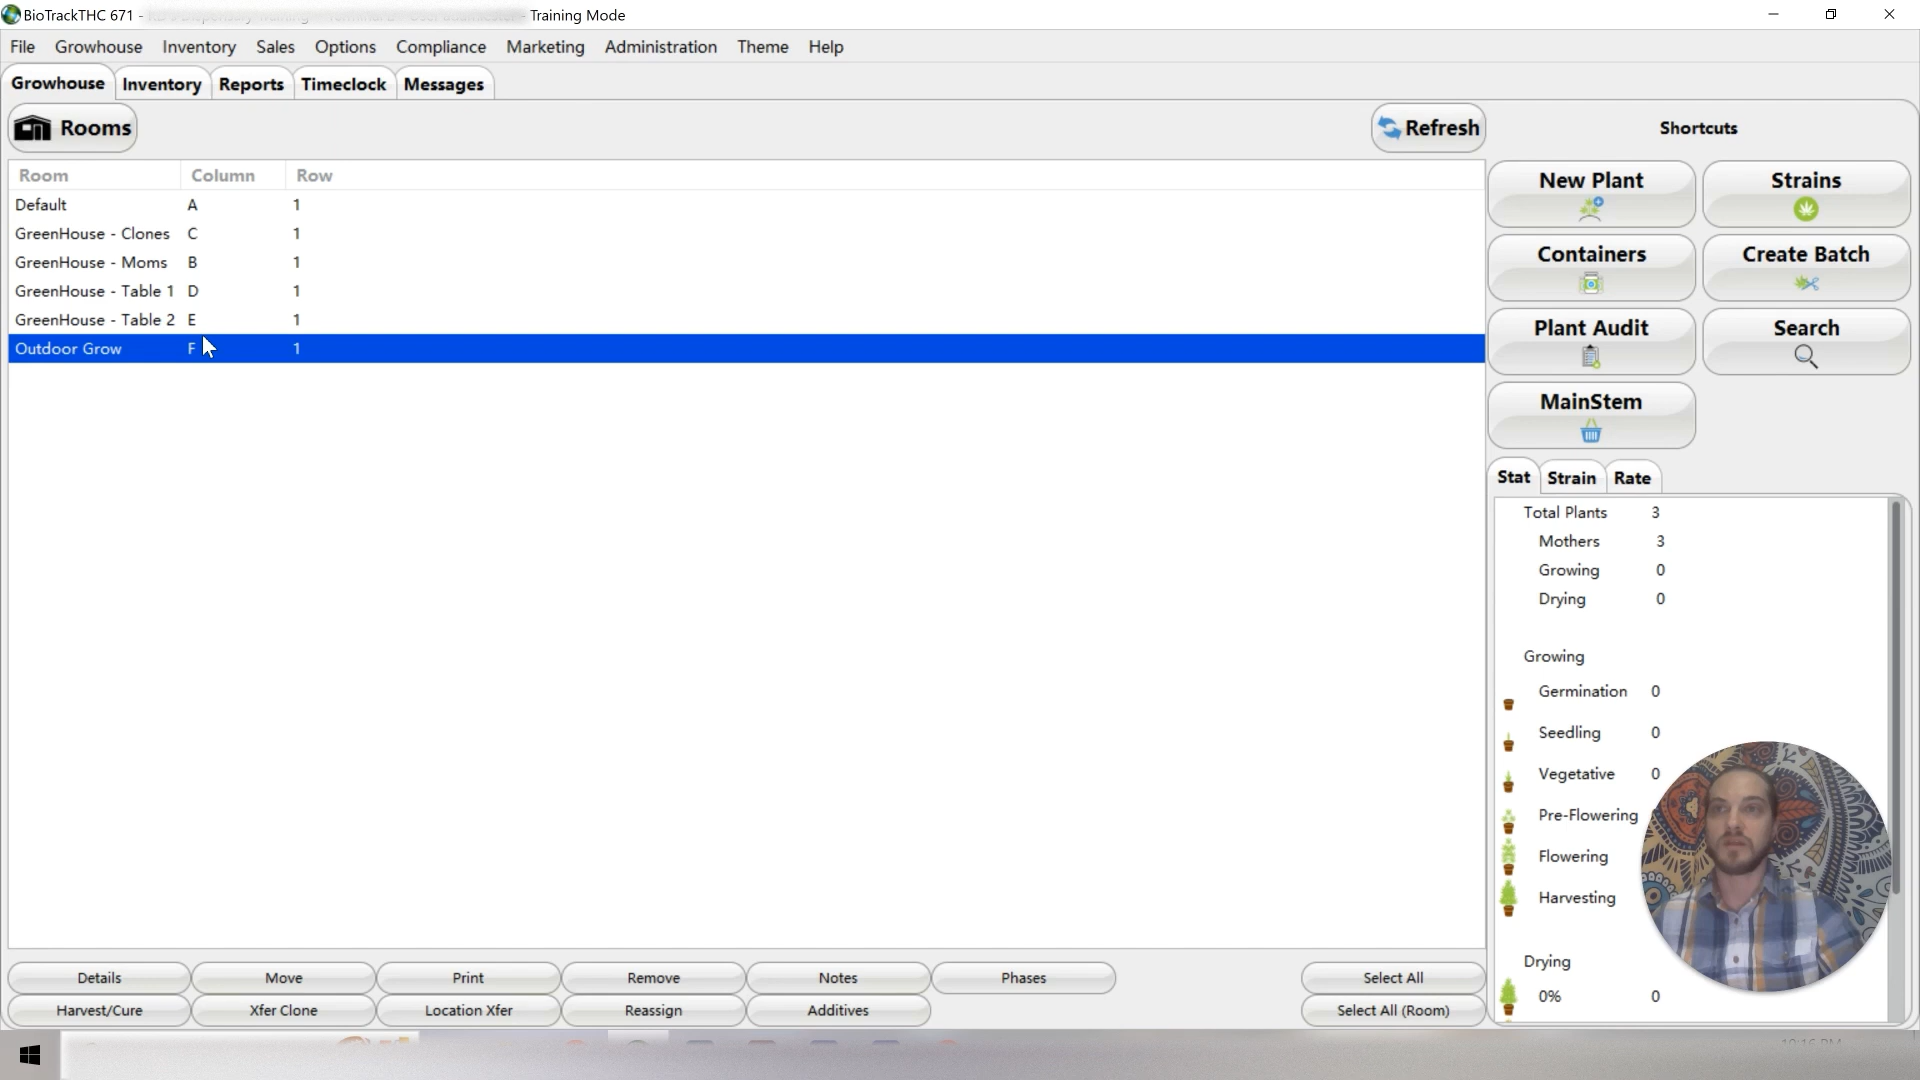 BioTrackTHC 671 -
- Training Mode
File Growhouse Inventory Sales Options Compliance Marketing Administration Theme Help
Growhouse Inventory Reports Timeclock Messages
Rooms
Refresh
Shortcuts
Room Column Row
Default A 1
GreenHouse - Clones C 1
GreenHouse - Moms B 1
GreenHouse - Table 1 D 1
GreenHouse - Table 2 E 1
Outdoor Grow F 1
New Plant Strains
Containers Create Batch
Plant Audit Search
MainStem
Stat Strain Rate
Total Plants 3
Mothers 3
Growing 0
Drying 0
Growing
Germination 0
Seedling 0
Vegetative 0
Pre-Flowering
Flowering
Harvesting
Drying
0% 0
Details Move Print Remove Notes Phases Select All
Harvest/Cure Xfer Clone Location Xfer Reassign Additives Select All (Room)